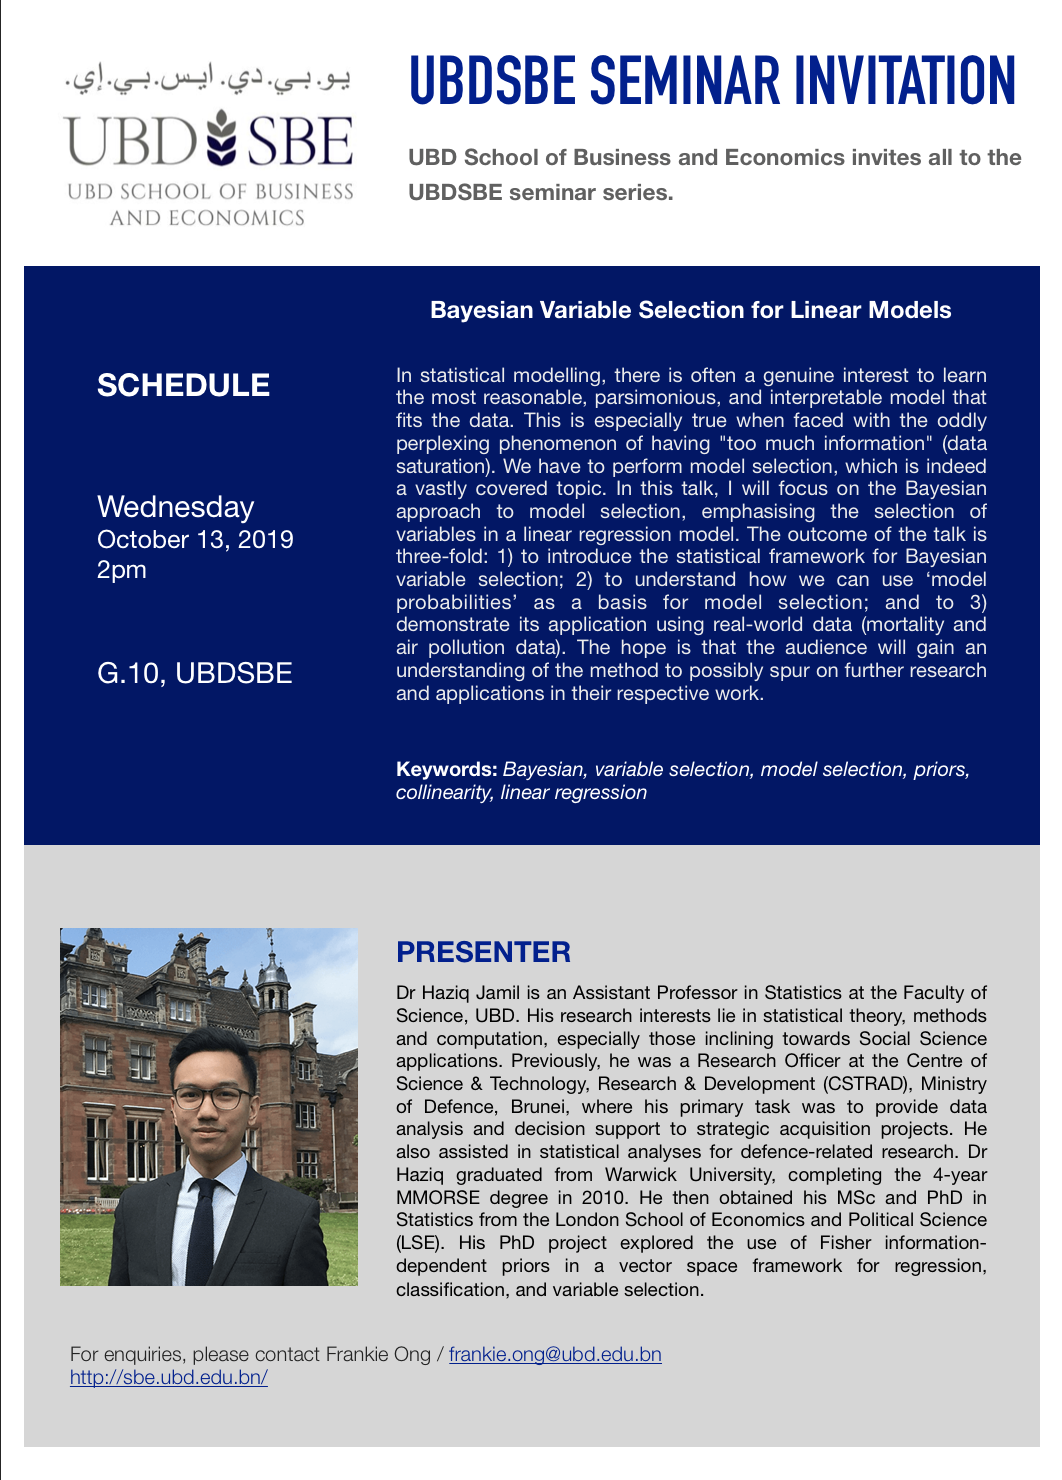 يو.بي.دي. ايس.بي.إي.
UBD SBE
UBD SCHOOL OF BUSINESS
AND ECONOMICS
UBDSBE SEMINAR INVITATION
UBD School of Business and Economics invites all to the
UBDSBE seminar series.
SCHEDULE
Wednesday
October 13, 2019
2pm
G.10, UBDSBE
Bayesian Variable Selection for Linear Models
In statistical modelling, there is often a genuine interest to learn
the most reasonable, parsimonious, and interpretable model that
fits the data. This is especially true when faced with the oddly
perplexing phenomenon of having "too much information" (data
saturation). We have to perform model selection, which is indeed
a vastly covered topic. In this talk, I will focus on the Bayesian
approach to model selection, emphasising the selection of
variables in a linear regression model. The outcome of the talk is
three-fold: 1) to introduce the statistical framework for Bayesian
variable selection; 2) to understand how we can use ‘model
probabilities’ as a basis for model selection; and to 3)
demonstrate its application using real-world data (mortality and
air pollution data). The hope is that the audience will gain an
understanding of the method to possibly spur on further research
and applications in their respective work.
Keywords: Bayesian, variable selection, model selection, priors,
collinearity, linear regression
PRESENTER
Dr Haziq Jamil is an Assistant Professor in Statistics at the Faculty of
Science, UBD. His research interests lie in statistical theory, methods
and computation, especially those inclining towards Social Science
applications. Previously, he was a Research Officer at the Centre of
Science & Technology, Research & Development (CSTRAD), Ministry
of Defence, Brunei, where his primary task was to provide data
analysis and decision support to strategic acquisition projects. He
also assisted in statistical analyses for defence-related research. Dr
Haziq graduated from Warwick University, completing the 4-year
MMORSE degree in 2010. He then obtained his MSc and PhD in
Statistics from the London School of Economics and Political Science
(LSE). His PhD project explored the use of Fisher information-
dependent priors in a vector space framework for regression,
classification, and variable selection.
For enquiries, please contact Frankie Ong / frankie.ong@ubd.edu.bn
http://sbe.ubd.edu.bn/